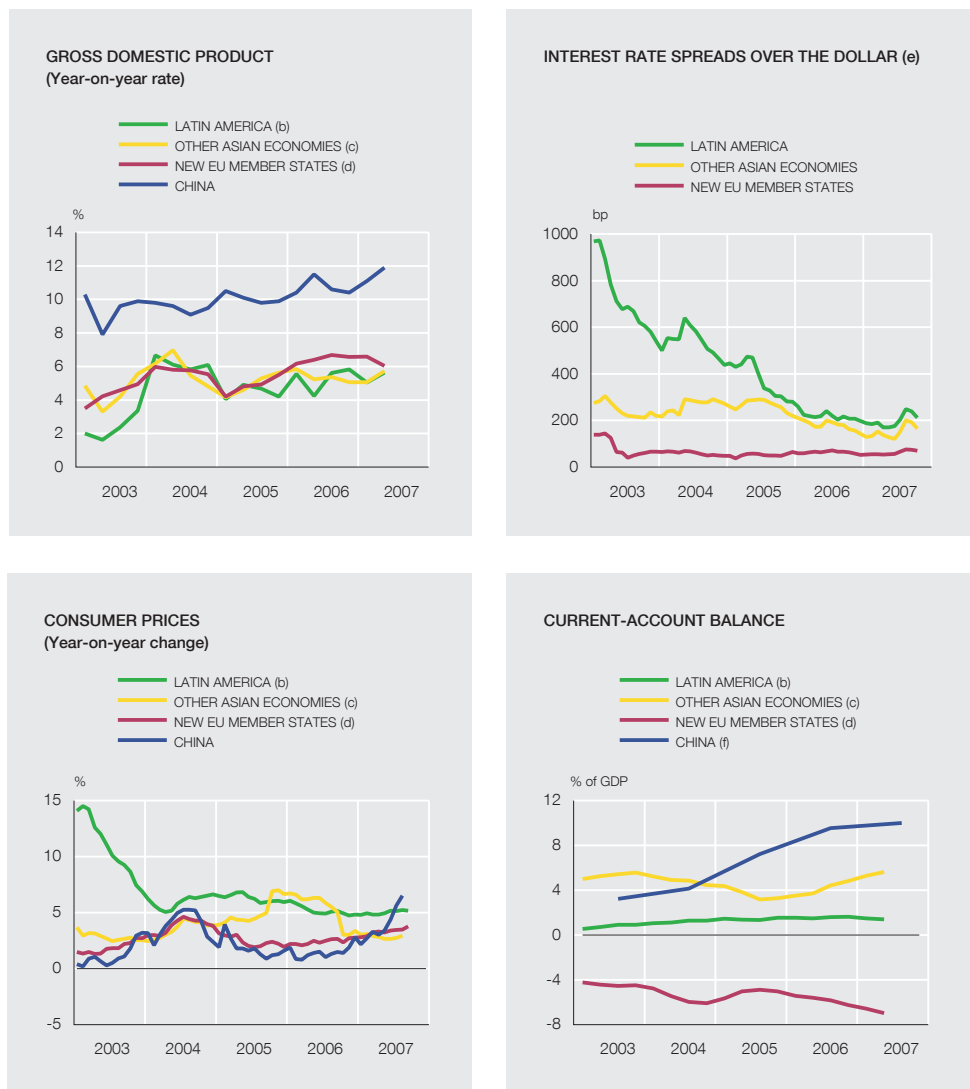 GROSS DOMESTIC PRODUCT
(Year-on-year rate)
LATIN AMERICA (b)
OTHER ASIAN ECONOMIES (c)
NEW EU MEMBER STATES (d)
CHINA
%
14
12
10
8
6
4
2
0
2003 2004 2005 2006 2007
INTEREST RATE SPREADS OVER THE DOLLAR (e)
LATIN AMERICA
OTHER ASIAN ECONOMIES
NEW EU MEMBER STATES
bp
1000
800
600
400
200
0
2003 2004 2005 2006 2007
CONSUMER PRICES
(Year-on-year change)
LATIN AMERICA (b)
OTHER ASIAN ECONOMIES (c)
NEW EU MEMBER STATES (d)
CHINA
%
15
10
5
0
-5
2003 2004 2005 2006 2007
CURRENT-ACCOUNT BALANCE
LATIN AMERICA (b)
OTHER ASIAN ECONOMIES (c)
NEW EU MEMBER STATES (d)
CHINA (f)
% of GDP
12
8
4
0
-4
-8
2003 2004 2005 2006 2007